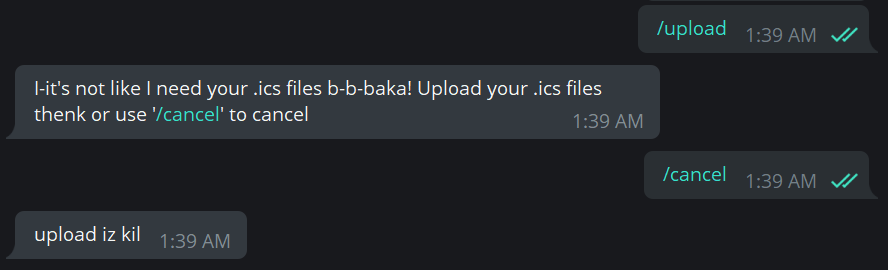 /upload 1:39 AM
I-it's not like I need your .ics files b-b-baka! Upload your .ics files
thenk or use '/cancel' to cancel 1:39 AM
/cancel 1:39 AM
upload iz kil 1:39 AM